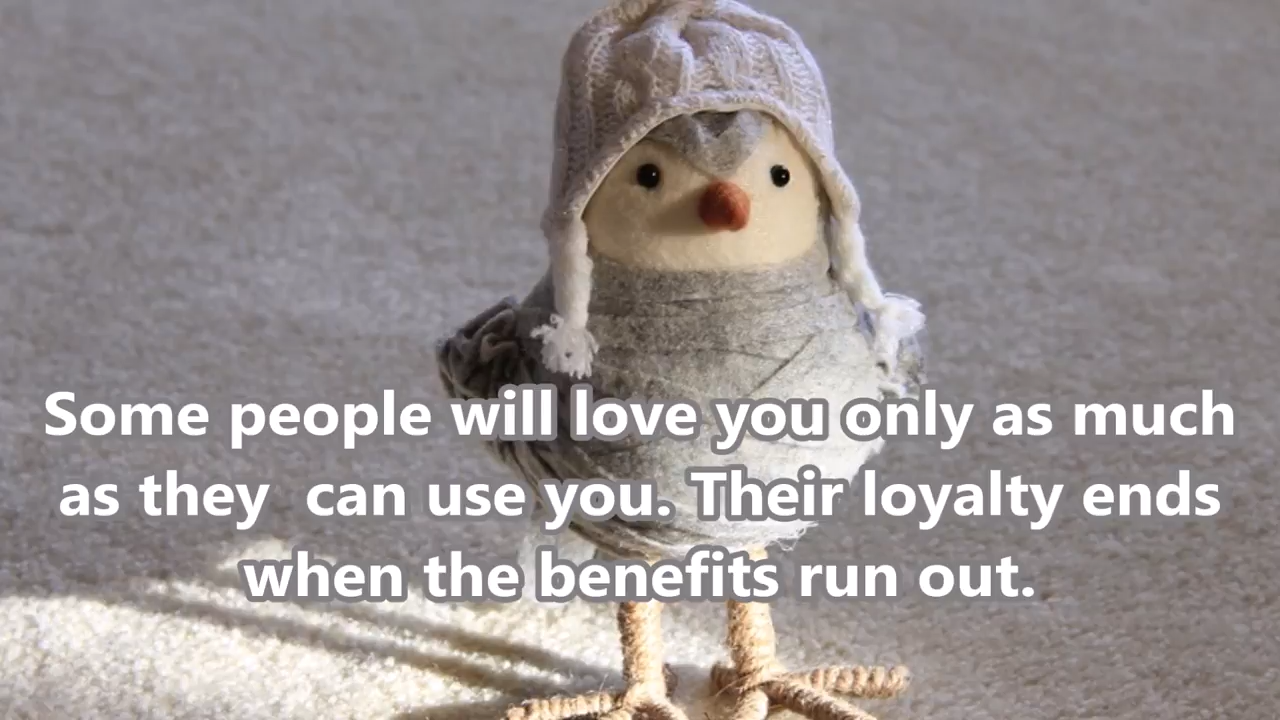 Some people will love you only as much
as they  can use you. Their loyalty ends
when the benefits run out.